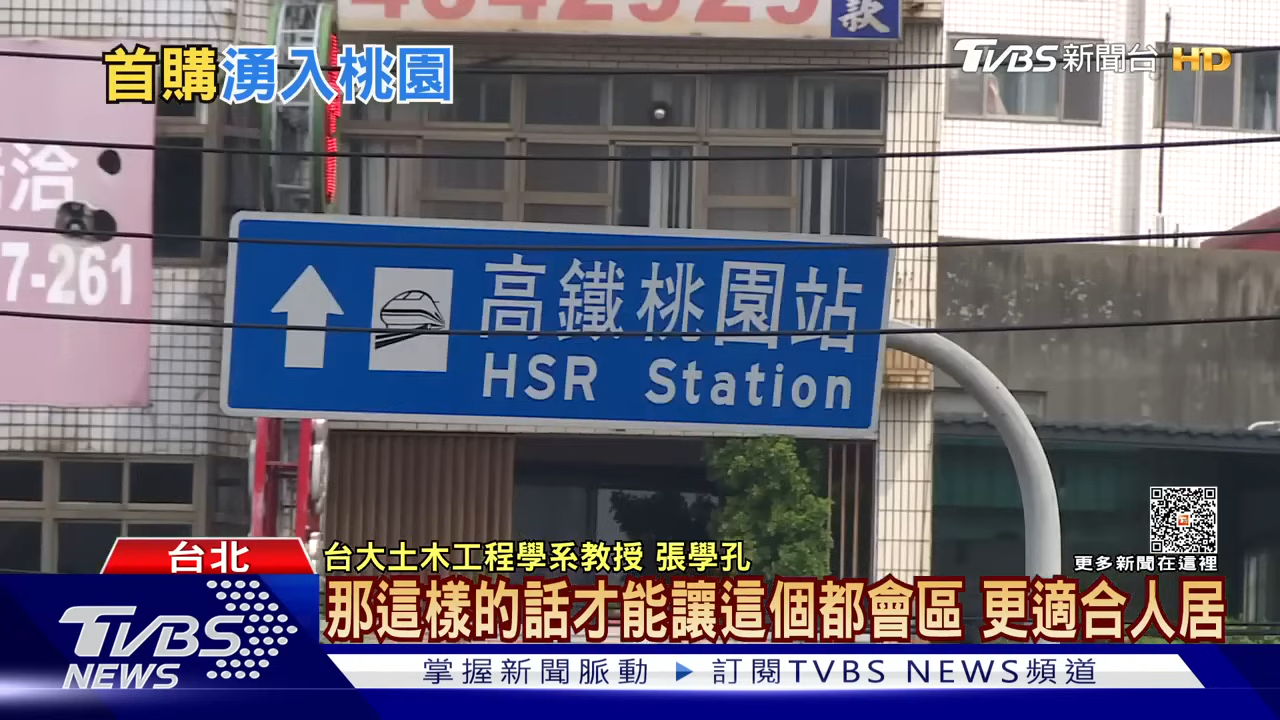 款
首購湧入桃園
TVBS新聞台 HD
洽
7-261
高鐵桃園站
HSR Station
台北
台大土木工程學系教授 張學孔
更多新聞在這裡
那這樣的話才能讓這個都會區 更適合人居
TVBS NEWS
掌握新聞脈動 ▶ 訂閱TVBS NEWS頻道